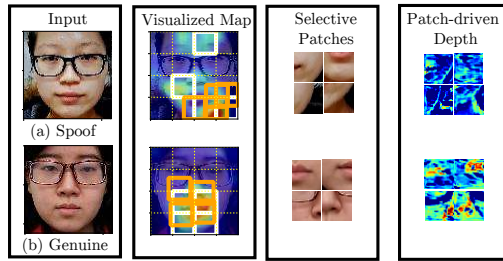 Input
Visualized Map
Selective
Patches
Patch-driven
Depth
(a) Spoof
(b) Genuine